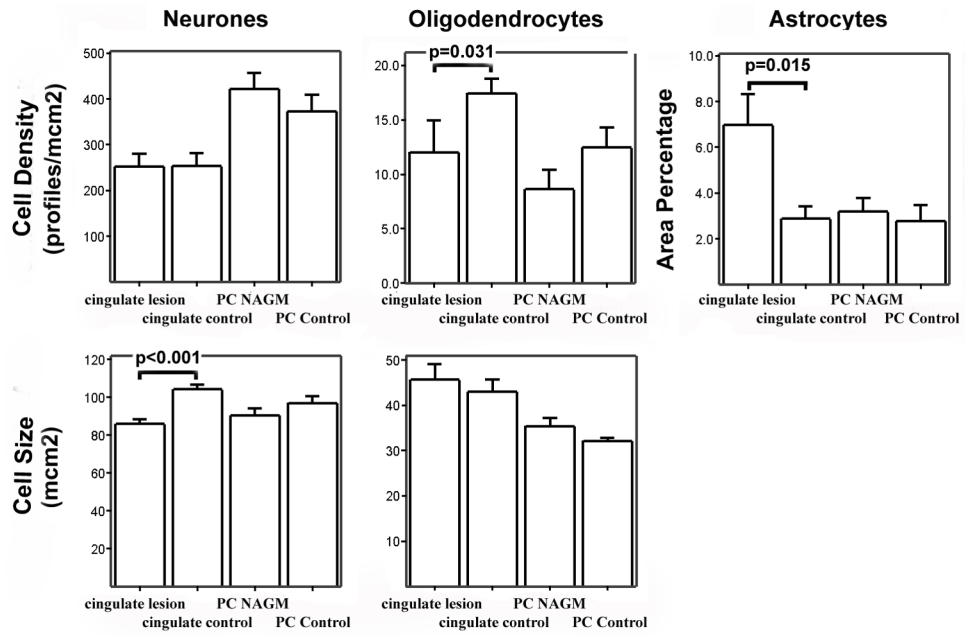 Neurones
Oligodendrocytes
Astrocytes
Cell Density
(profiles/mcm2)
500
400
300
200
100
cingulate lesion
PC NAGM
cingulate control
PC Control
p=0.031
20.0
15.0
10.0
5.0
0.0
cingulate lesion
PC NAGM
cingulate control
PC Control
Area Percentage
p=0.015
10.0
8.0
6.0
4.0
2.0
cingulate lesio
PC NAGM
cingulate control
PC Control
Cell Size
(mcm2)
p<0.001
120
100
80
60
40
20
cingulate lesion
PC NAGM
cingulate control
PC Control
50
40
30
20
10
cingulate lesion
PC NAGM
cingulate control
PC Control